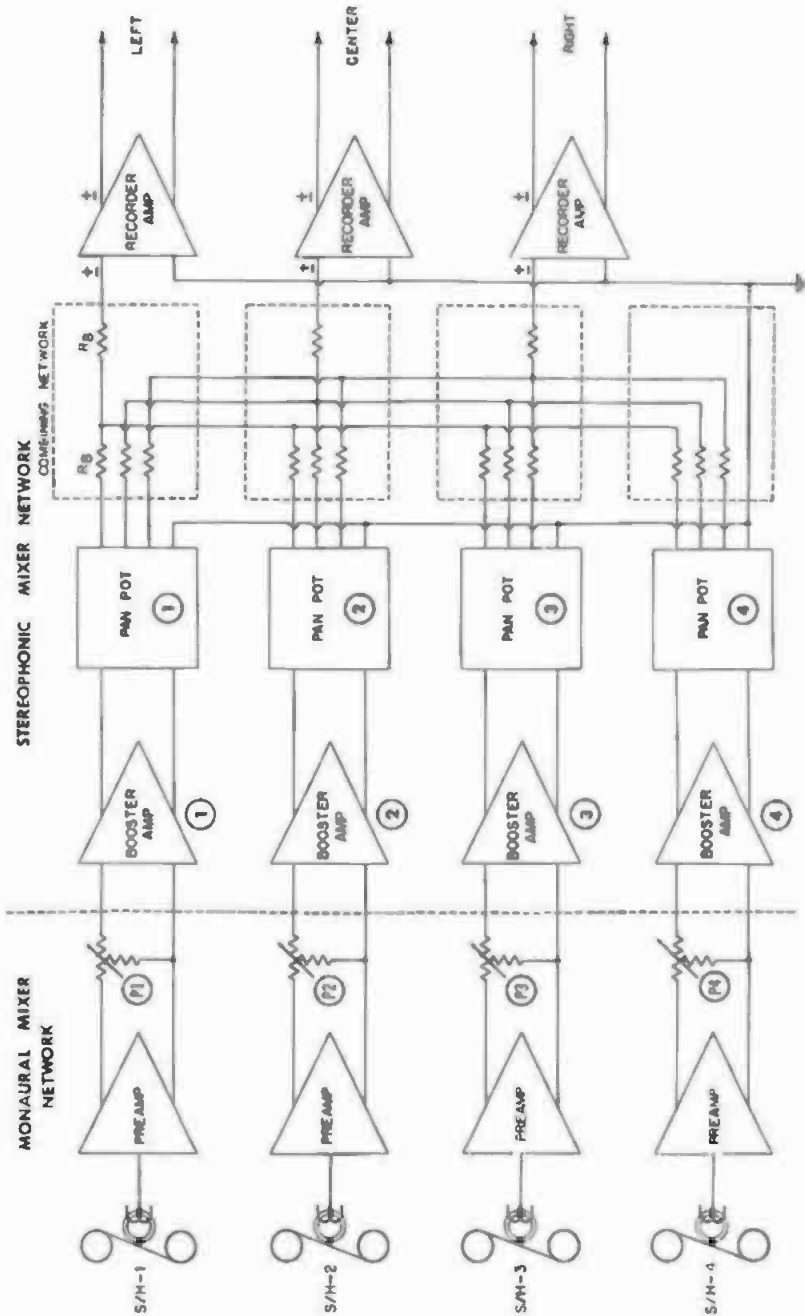 MONAURAL MIXER
NETWORK
STEREOPHONIC MIXER NETWORK
COMBINING NETWORK
S/H-1
PREAMP
P1
BOOSTER
AMP
1
PAN POT
1
RB
RB
±
RECORDER
AMP
±
LEFT
S/H-2
PREAMP
P2
BOOSTER
AMP
2
PAN POT
2
±
RECORDER
AMP
±
CENTER
S/H-3
PREAMP
P3
BOOSTER
AMP
3
PAN POT
3
±
RECORDER
AMP
±
RIGHT
S/H-4
PREAMP
P4
BOOSTER
AMP
4
PAN POT
4